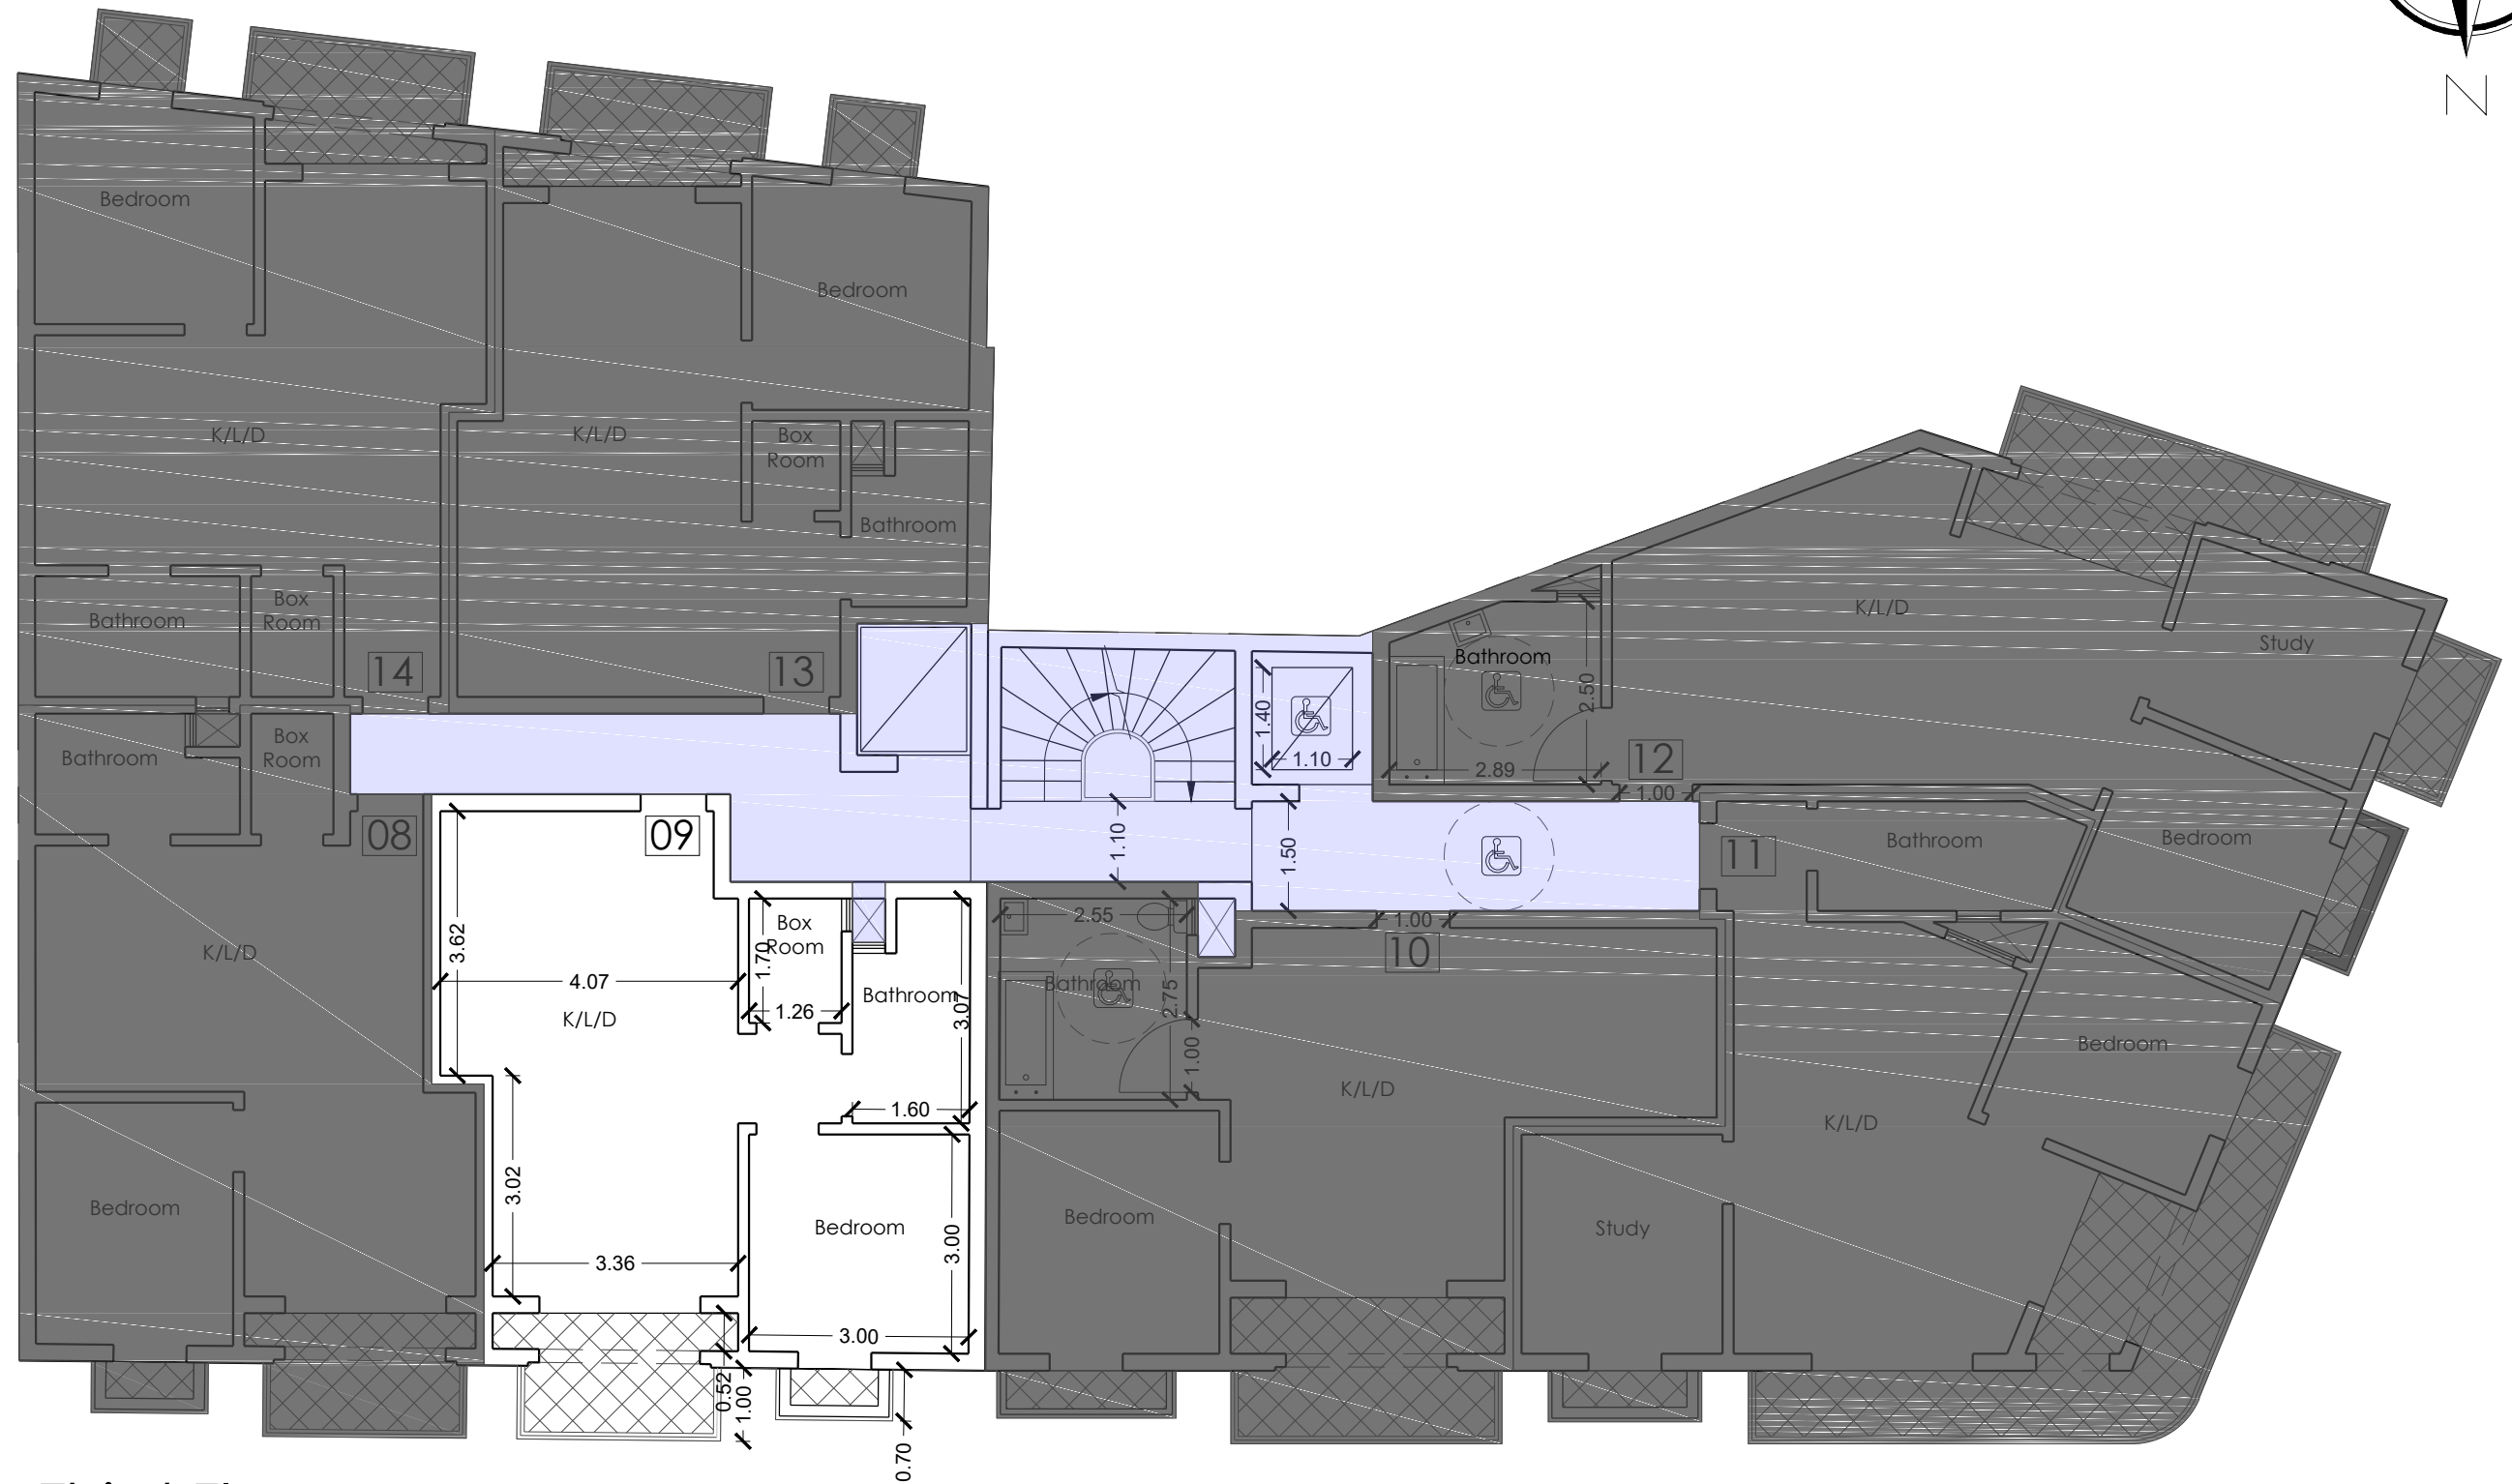 N
Bedroom
Bedroom
K/L/D
K/L/D
Box
Room
Bathroom
Box
Room
Bathroom
14
13
K/L/D
Study
Bathroom
2.50
2.89
12
1.00
1.40
1.10
Bathroom
Box
Room
08
09
1.10
1.50
11
Bathroom
Bedroom
K/L/D
3.62
4.07
K/L/D
Box
Room
1.70
1.26
Bathroom
3.07
1.60
2.55
1.00
10
Bathroom
2.75
1.00
K/L/D
Bedroom
K/L/D
3.02
3.36
Bedroom
Bedroom
3.00
3.00
Bedroom
Study
0.52
1.00
0.70